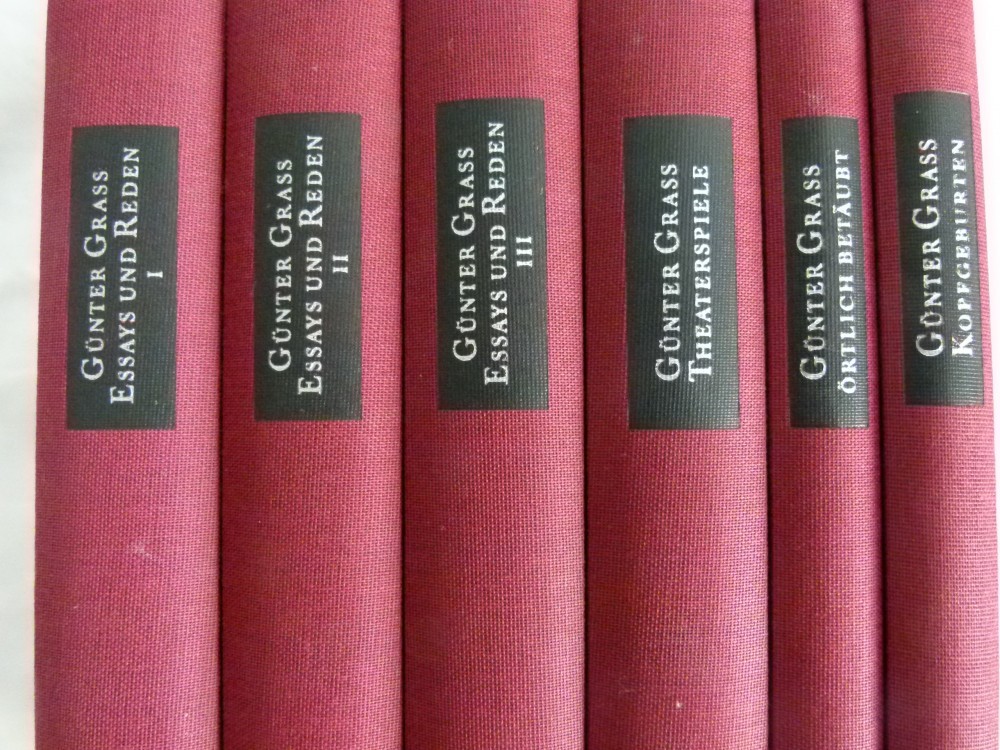 GÜNTER GRASS
ESSAYS UND REDEN
I
GÜNTER GRASS
ESSAYS UND REDEN
II
GÜNTER GRASS
ESSAYS UND REDEN
III
GÜNTER GRASS
THEATERSPIELE
GÜNTER GRASS
ÖRTLICH BETÄUBT
GÜNTER GRASS
KOPFGEBURTEN